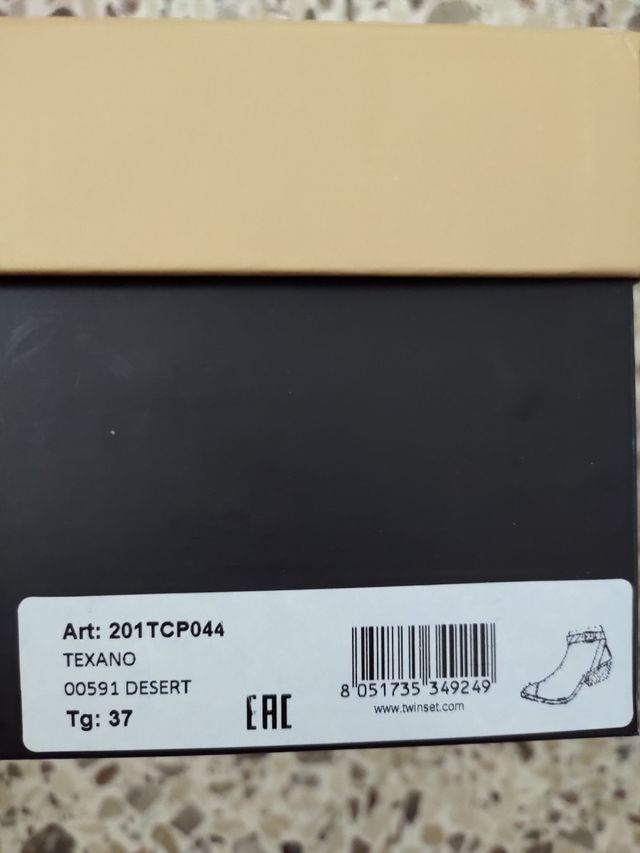 Art: 201TCP044
TEXANO
00591 DESERT
Tg: 37
EAC
8 051735 349249
www.twinset.com